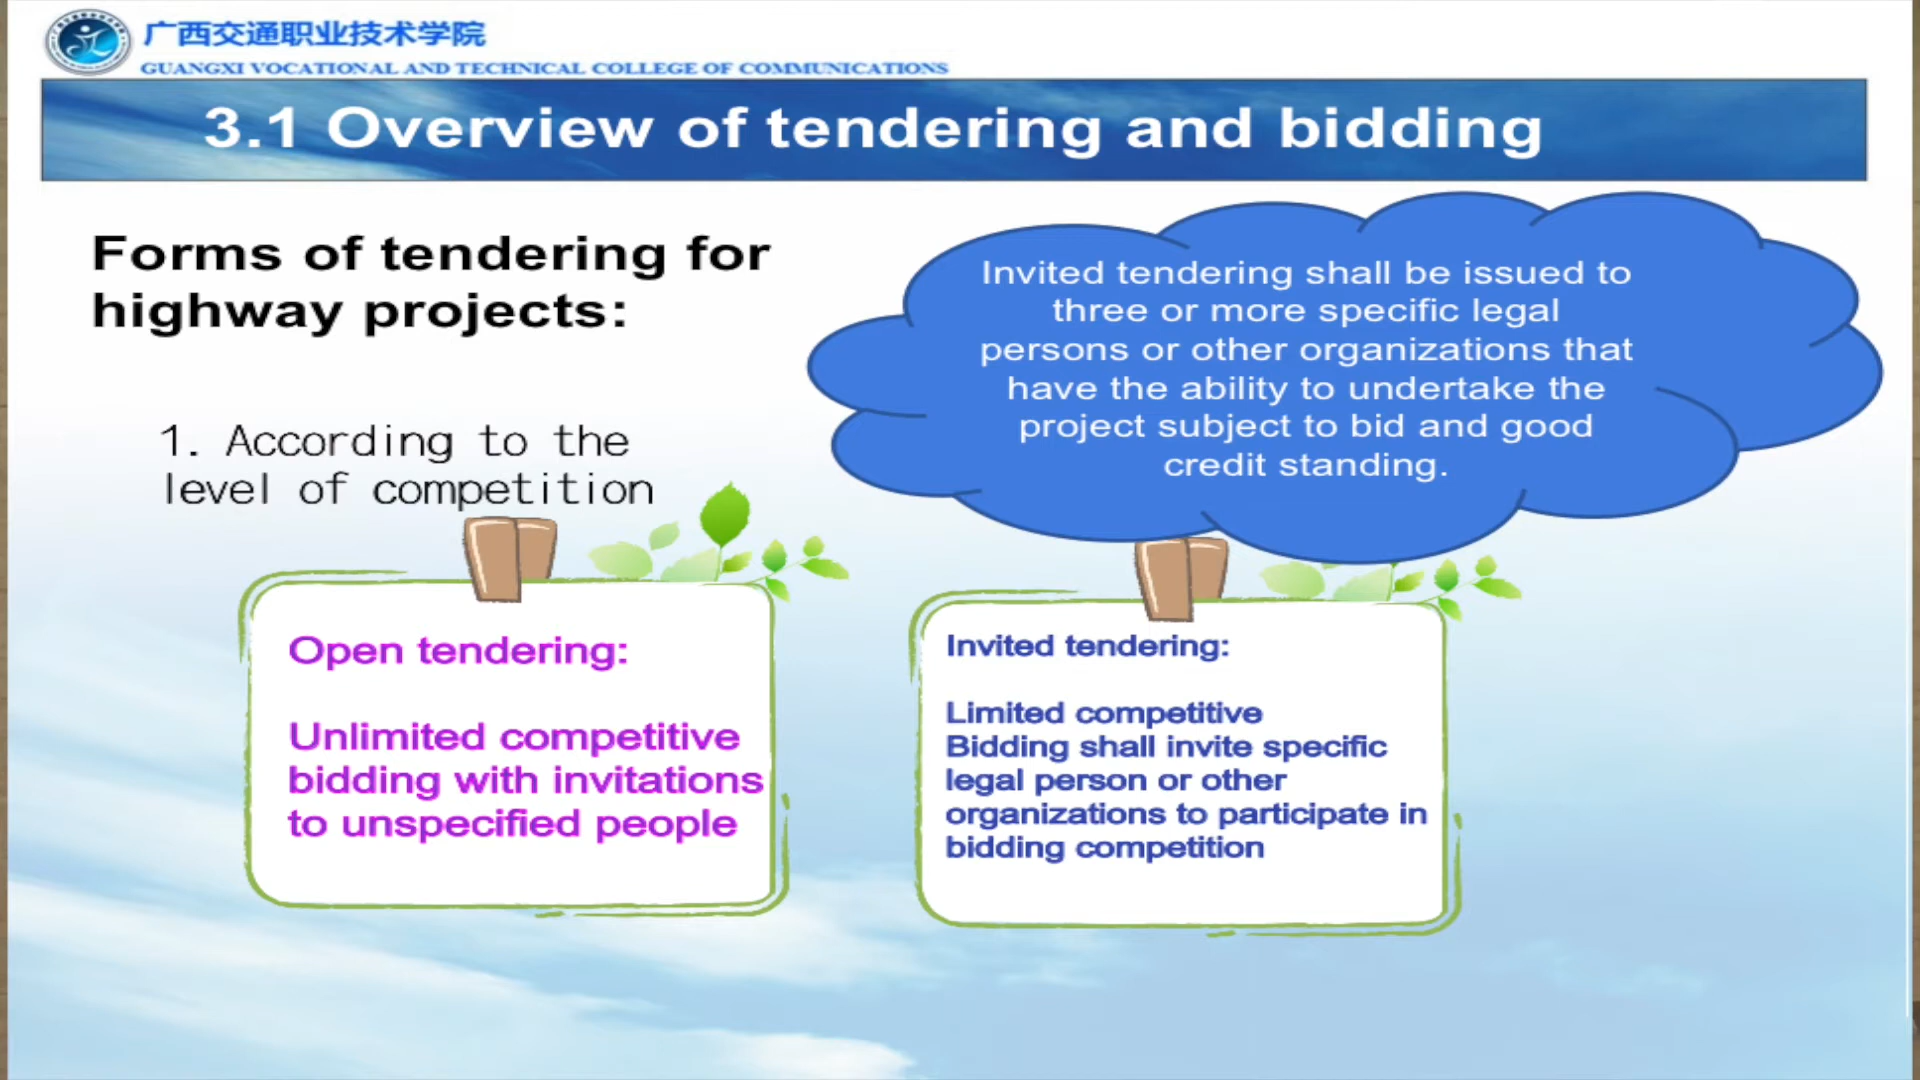 广西交通职业技术学院
GUANGXI VOCATIONAL AND TECHNICAL COLLEGE OF COMMUNICATIONS
3.1 Overview of tendering and bidding
Forms of tendering for
highway projects:
1. According to the
level of competition
Invited tendering shall be issued to
three or more specific legal
persons or other organizations that
have the ability to undertake the
project subject to bid and good
credit standing.
Open tendering:
Unlimited competitive
bidding with invitations
to unspecified people
Invited tendering:
Limited competitive
Bidding shall invite specific
legal person or other
organizations to participate in
bidding competition